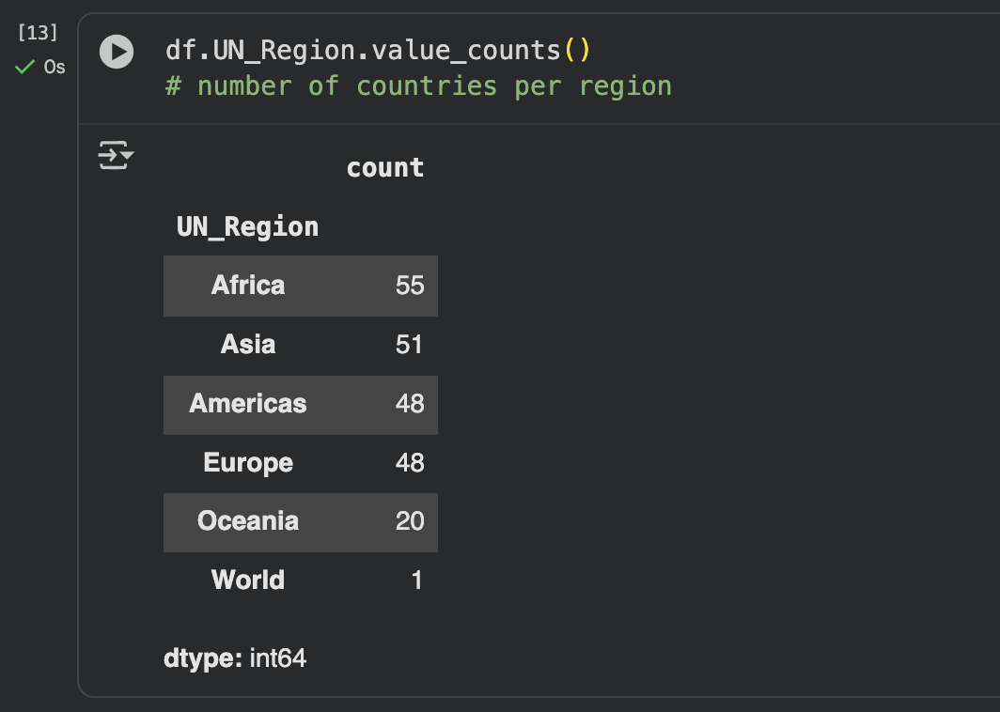 [13]
0s
df.UN_Region.value_counts()
# number of countries per region
count
UN_Region
Africa 55
Asia 51
Americas 48
Europe 48
Oceania 20
World 1
dtype: int64